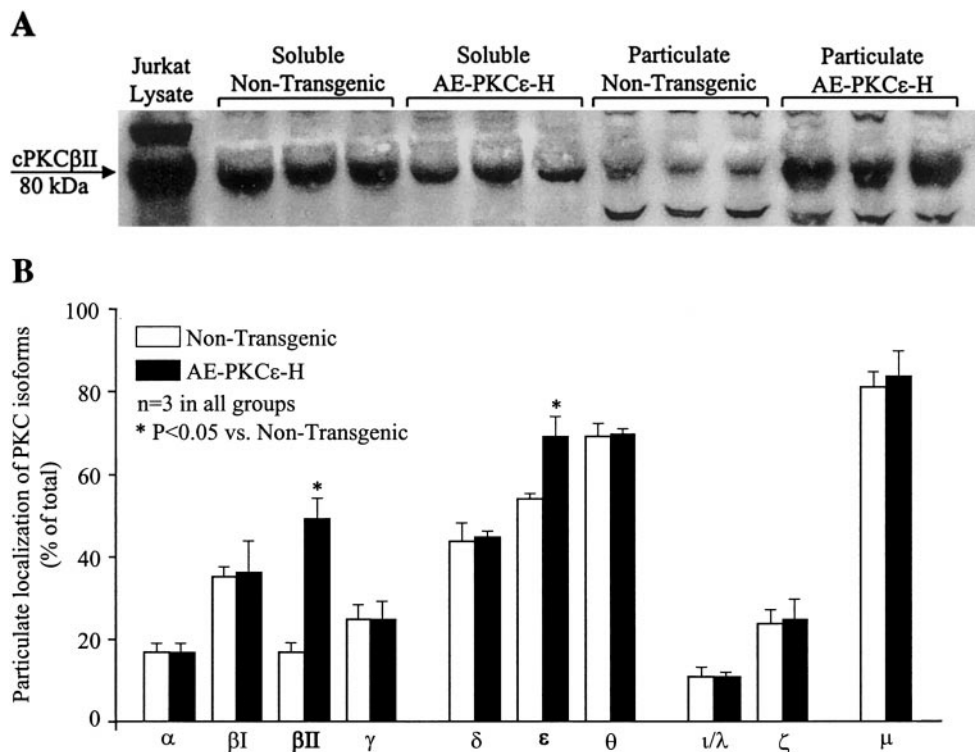 A
Jurkat
Lysate
Soluble
Non-Transgenic
Soluble
AE-PKCε-H
Particulate
Non-Transgenic
Particulate
AE-PKCε-H
cPKCβII
80 kDa
B
Particulate localization of PKC isoforms
(% of total)
100
80
60
40
20
0
Non-Transgenic
AE-PKCε-H
n=3 in all groups
* P<0.05 vs. Non-Transgenic
*
*
α βI βII γ δ ε θ ι/λ ζ μ